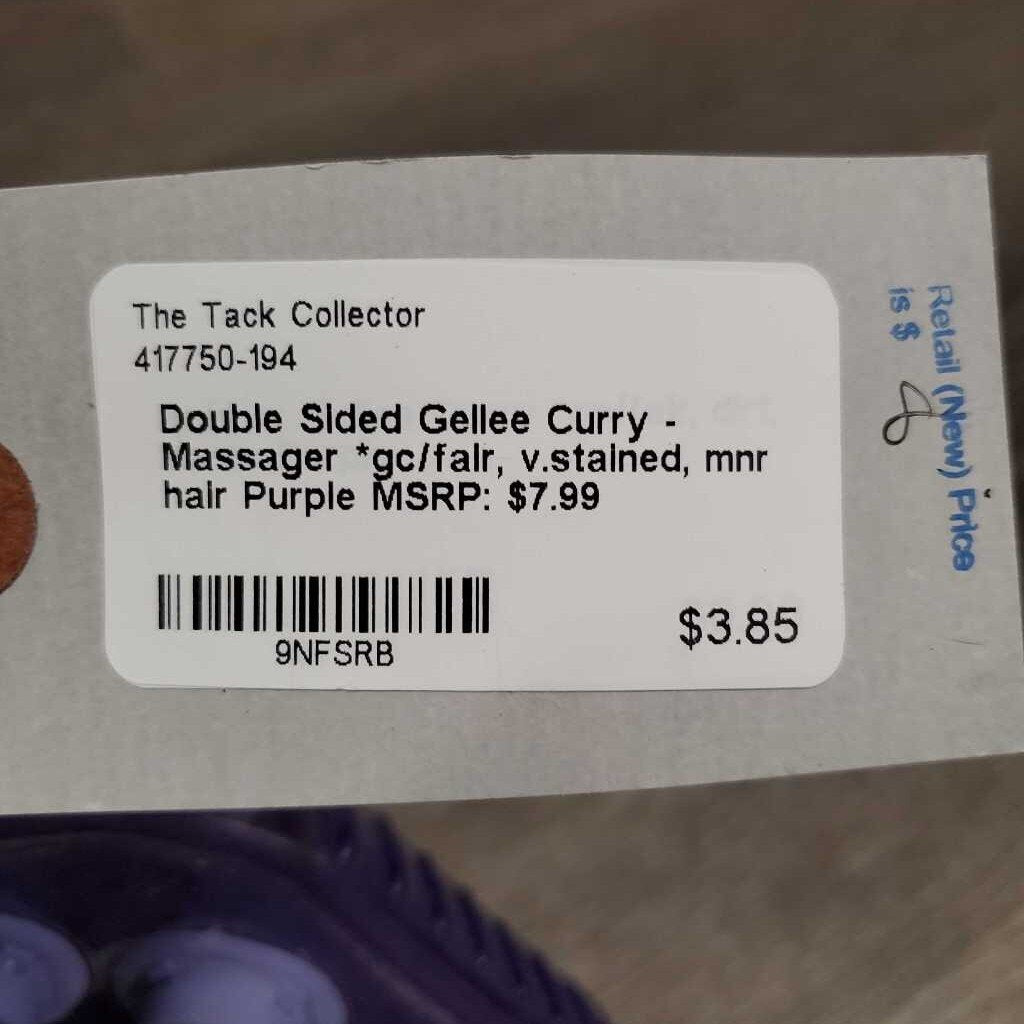 The Tack Collector
417750-194
Double Sided Gellee Curry -
Massager *gc/fair, v.stained, mnr
hair Purple MSRP: $7.99
9NFSRB
$3.85
Retail (New) Price
is $ 8